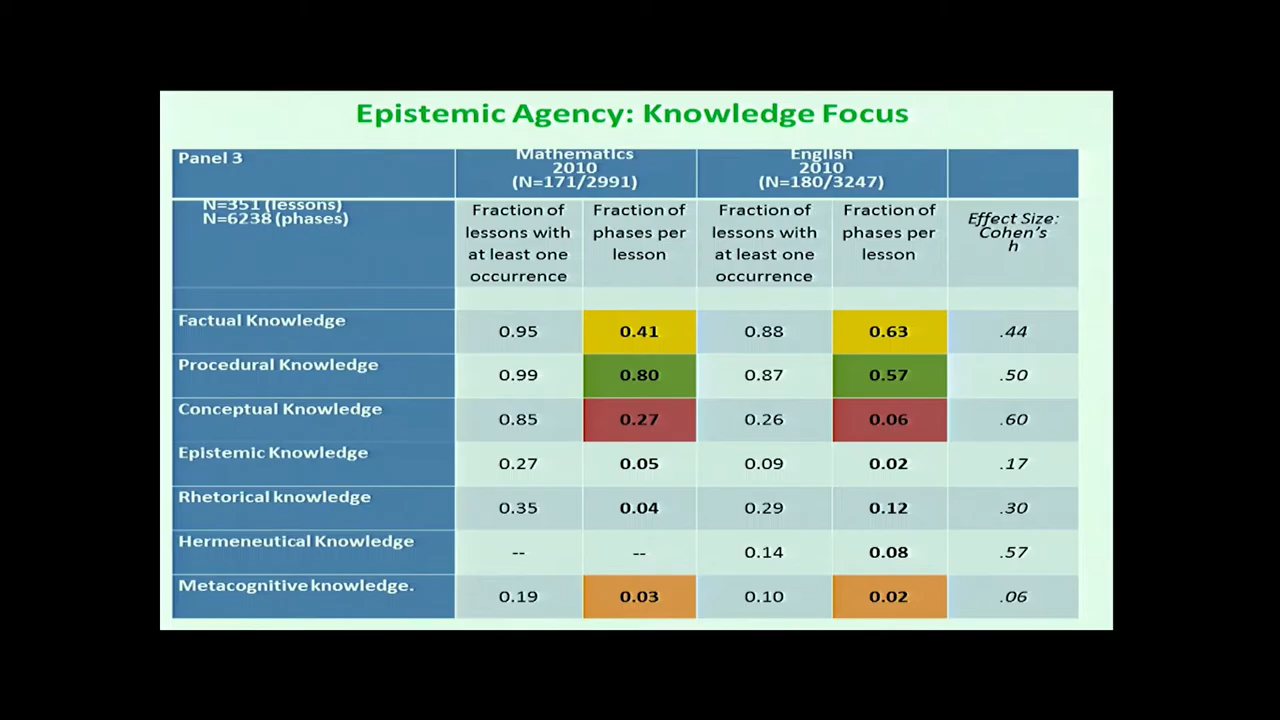 Epistemic Agency: Knowledge Focus
Panel 3
Mathematics
2010
(N=171/2991)
English
2010
(N=180/3247)
N=351 (lessons)
N=6238 (phases)
Fraction of
lessons with
at least one
occurrence
Fraction of
phases per
lesson
Fraction of
lessons with
at least one
occurrence
Fraction of
phases per
lesson
Effect Size:
Cohen's
h
Factual Knowledge 0.95 0.41 0.88 0.63 .44
Procedural Knowledge 0.99 0.80 0.87 0.57 .50
Conceptual Knowledge 0.85 0.27 0.26 0.06 .60
Epistemic Knowledge 0.27 0.05 0.09 0.02 .17
Rhetorical knowledge 0.35 0.04 0.29 0.12 .30
Hermeneutical Knowledge -- -- 0.14 0.08 .57
Metacognitive knowledge. 0.19 0.03 0.10 0.02 .06